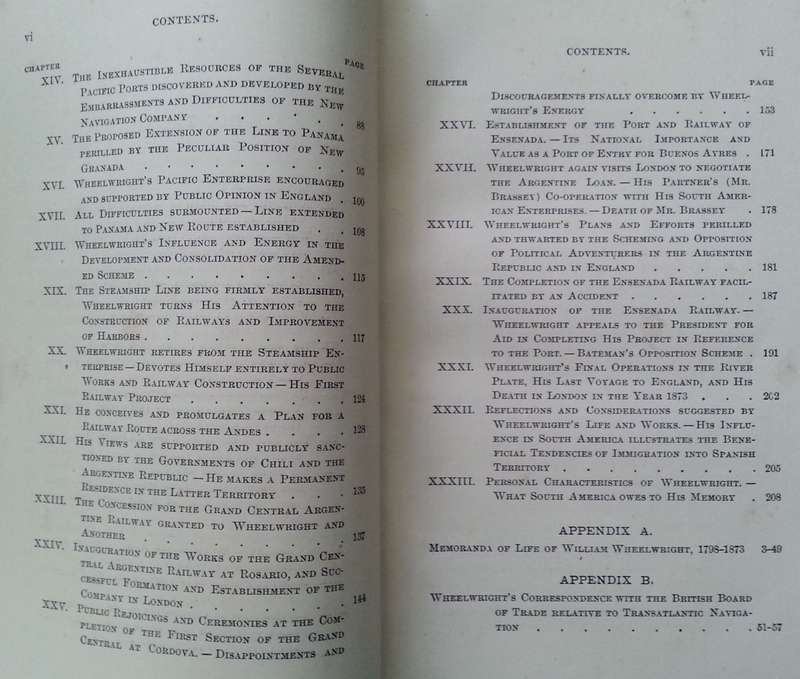 vi
CONTENTS.
CHAPTER PAGE
XIV. The Inexhaustible Resources of the Several
Pacific Ports discovered and developed by the
Embarrassments and Difficulties of the New
Navigation Company . . . . . 88
XV. The Proposed Extension of the Line to Panama
perilled by the Peculiar Position of New
Granada . . . . . . . . . 95
XVI. Wheelwright's Pacific Enterprise encouraged
and supported by Public Opinion in England . 100
XVII. All Difficulties surmounted — Line extended
to Panama and New Route established . . 108
XVIII. Wheelwright's Influence and Energy in the
Development and Consolidation of the Amend-
ed Scheme . . . . . . . . . 115
XIX. The Steamship Line being firmly established,
Wheelwright turns His Attention to the
Construction of Railways and Improvement
of Harbors . . . . . . . . . 117
XX. Wheelwright retires from the Steamship En-
terprise — Devotes Himself entirely to Public
Works and Railway Construction — His First
Railway Project . . . . . . . 124
XXI. He conceives and promulgates a Plan for a
Railway Route across the Andes . . . . 128
XXII. His Views are supported and publicly sanc-
tioned by the Governments of Chili and the
Argentine Republic — He makes a Permanent
Residence in the Latter Territory . . . 135
XXIII. The Concession for the Grand Central Argen-
tine Railway granted to Wheelwright and
Another . . . . . . . . . 137
XXIV. Inauguration of the Works of the Grand Cen-
tral Argentine Railway at Rosario, and Suc-
cessful Formation and Establishment of the
Company in London . . . . . . . 144
XXV. Public Rejoicings and Ceremonies at the Com-
pletion of the First Section of the Grand
Central at Cordova. — Disappointments and
CONTENTS. vii
CHAPTER PAGE
Discouragements finally overcome by Wheel-
wright's Energy . . . . . . 153
XXVI. Establishment of the Port and Railway of
Ensenada. — Its National Importance and
Value as a Port of Entry for Buenos Ayres . 171
XXVII. Wheelwright again visits London to negotiate
the Argentine Loan. — His Partner's (Mr.
Brassey) Co-operation with His South Amer-
ican Enterprises. — Death of Mr. Brassey . 178
XXVIII. Wheelwright's Plans and Efforts perilled
and thwarted by the Scheming and Opposition
of Political Adventurers in the Argentine
Republic and in England . . . . . 181
XXIX. The Completion of the Ensenada Railway facil-
itated by an Accident . . . . . . 187
XXX. Inauguration of the Ensenada Railway. —
Wheelwright appeals to the President for
Aid in Completing His Project in Reference
to the Port. — Bateman's Opposition Scheme . 191
XXXI. Wheelwright's Final Operations in the River
Plate, His Last Voyage to England, and His
Death in London in the Year 1873 . . . 202
XXXII. Reflections and Considerations suggested by
Wheelwright's Life and Works. — His Influ-
ence in South America illustrates the Bene-
ficial Tendencies of Immigration into Spanish
Territory . . . . . . . . . 205
XXXIII. Personal Characteristics of Wheelwright. —
What South America owes to His Memory . 208
APPENDIX A.
Memoranda of Life of William Wheelwright, 1798-1873 3-49
APPENDIX B.
Wheelwright's Correspondence with the British Board
of Trade relative to Transatlantic Naviga-
tion . . . . . . . . . . 51-57